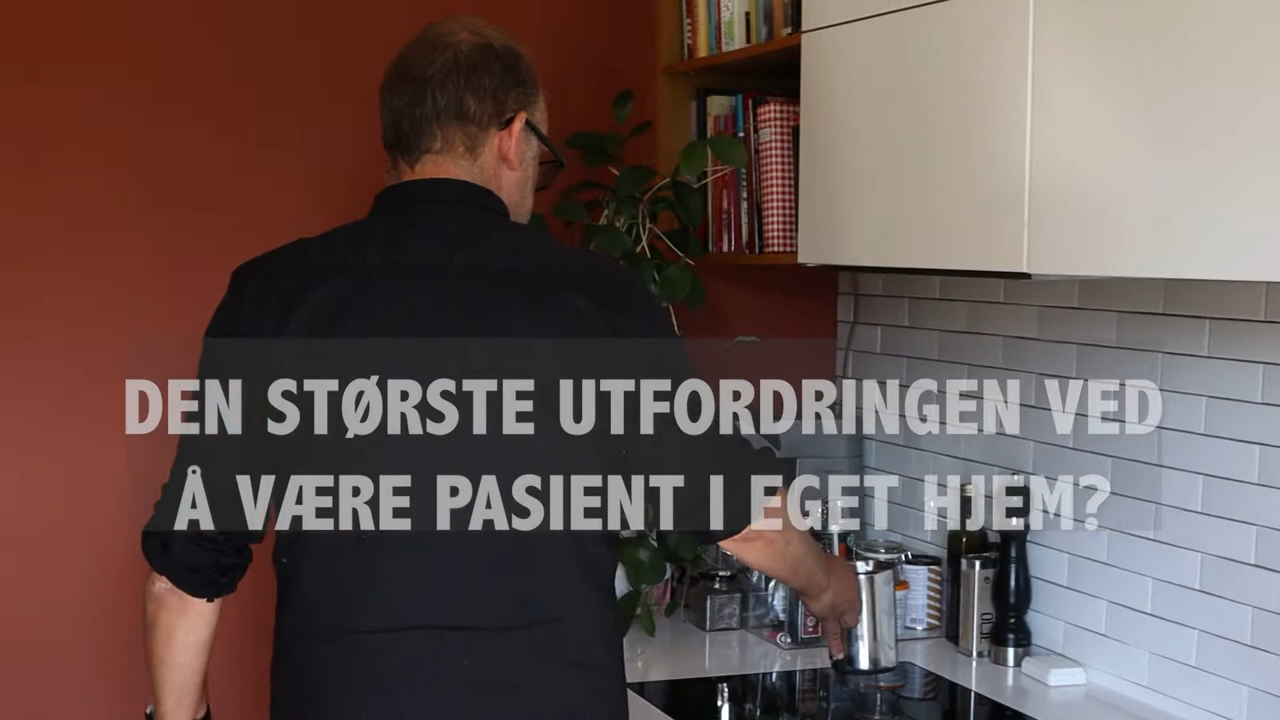 DEN STØRSTE UTFORDRINGEN VED
Å VÆRE PASIENT I EGET HJEM?